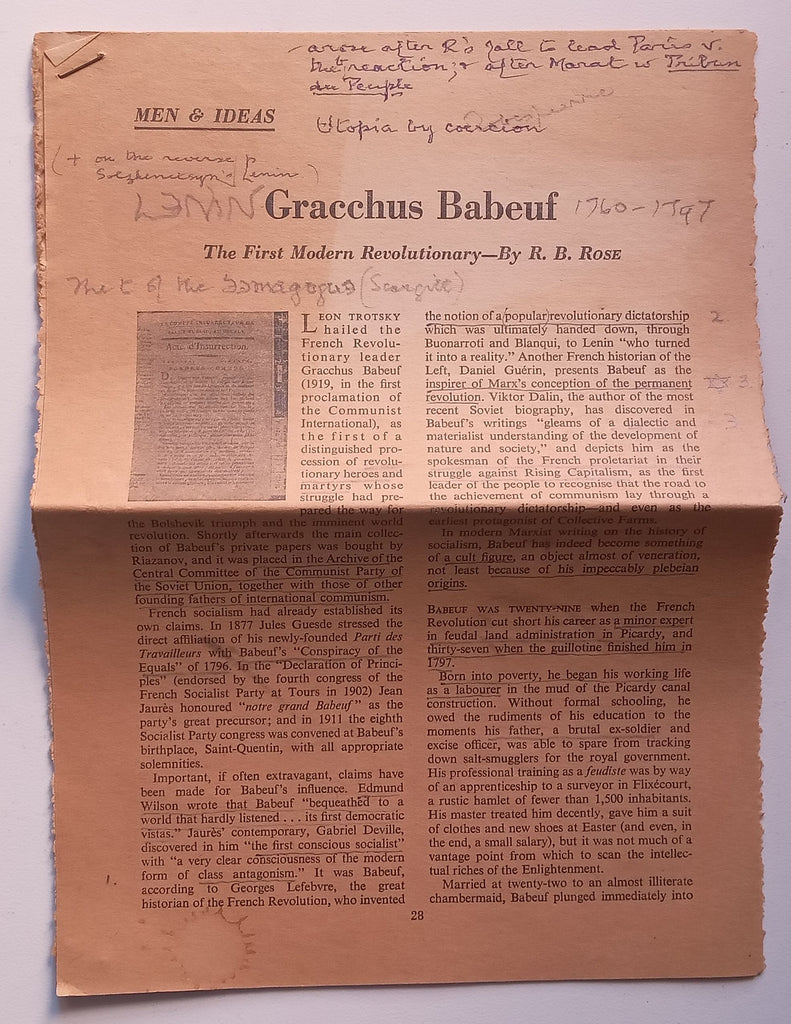 arose after R's fall to lead Paris v.
the reaction; & after Marat w Tribun
du Peuple
MEN & IDEAS
Utopia by coercion
Robespierre
(+ on the reverse p
Solzhenitsyn's Lenin.)
LENIN Gracchus Babeuf 1760-1797
The First Modern Revolutionary—By R. B. ROSE
The C of the Demagogue (Scargill)
Acte d'Insurrection.
LEON TROTSKY
hailed the
French Revolu-
tionary leader
Gracchus Babeuf
(1919, in the first
proclamation of
the Communist
International), as
the first of a
distinguished pro-
cession of revolu-
tionary heroes and
martyrs whose
struggle had pre-
pared the way for
the Bolshevik triumph and the imminent world
revolution. Shortly afterwards the main collec-
tion of Babeuf's private papers was bought by
Riazanov, and it was placed in the Archive of the
Central Committee of the Communist Party of
the Soviet Union, together with those of other
founding fathers of international communism.
French socialism had already established its
own claims. In 1877 Jules Guesde stressed the
direct affiliation of his newly-founded Parti des
Travailleurs with Babeuf's "Conspiracy of the
Equals" of 1796. In the "Declaration of Princi-
ples" (endorsed by the fourth congress of the
French Socialist Party at Tours in 1902) Jean
Jaurès honoured "notre grand Babeuf" as the
party's great precursor; and in 1911 the eighth
Socialist Party congress was convened at Babeuf's
birthplace, Saint-Quentin, with all appropriate
solemnities.
Important, if often extravagant, claims have
been made for Babeuf's influence. Edmund
Wilson wrote that Babeuf "bequeathed to a
world that hardly listened . . . its first democratic
vistas." Jaurès' contemporary, Gabriel Deville,
discovered in him "the first conscious socialist"
with "a very clear consciousness of the modern
form of class antagonism." It was Babeuf,
1.
according to Georges Lefebvre, the great
historian of the French Revolution, who invented
the notion of a (popular) revolutionary dictatorship
2.
which was ultimately handed down, through
Buonarroti and Blanqui, to Lenin "who turned
it into a reality." Another French historian of the
Left, Daniel Guérin, presents Babeuf as the
inspirer of Marx's conception of the permanent
3.
revolution. Viktor Dalin, the author of the most
recent Soviet biography, has discovered in
Babeuf's writings "gleams of a dialectic and
3.
materialist understanding of the development of
nature and society," and depicts him as the
spokesman of the French proletariat in their
struggle against Rising Capitalism, as the first
leader of the people to recognise that the road to
the achievement of communism lay through a
revolutionary dictatorship—and even as the
earliest protagonist of Collective Farms.
In modern Marxist writing on the history of
socialism, Babeuf has indeed become something
of a cult figure, an object almost of veneration,
not least because of his impeccably plebeian
origins.
BABEUF WAS TWENTY-NINE when the French
Revolution cut short his career as a minor expert
in feudal land administration in Picardy, and
thirty-seven when the guillotine finished him in
1797.
Born into poverty, he began his working life
as a labourer in the mud of the Picardy canal
construction. Without formal schooling, he
owed the rudiments of his education to the
moments his father, a brutal ex-soldier and
excise officer, was able to spare from tracking
down salt-smugglers for the royal government.
His professional training as a feudiste was by way
of an apprenticeship to a surveyor in Flixécourt,
a rustic hamlet of fewer than 1,500 inhabitants.
His master treated him decently, gave him a suit
of clothes and new shoes at Easter (and even, in
the end, a small salary), but it was not much of a
vantage point from which to scan the intellec-
tual riches of the Enlightenment.
Married at twenty-two to an almost illiterate
chambermaid, Babeuf plunged immediately into
28